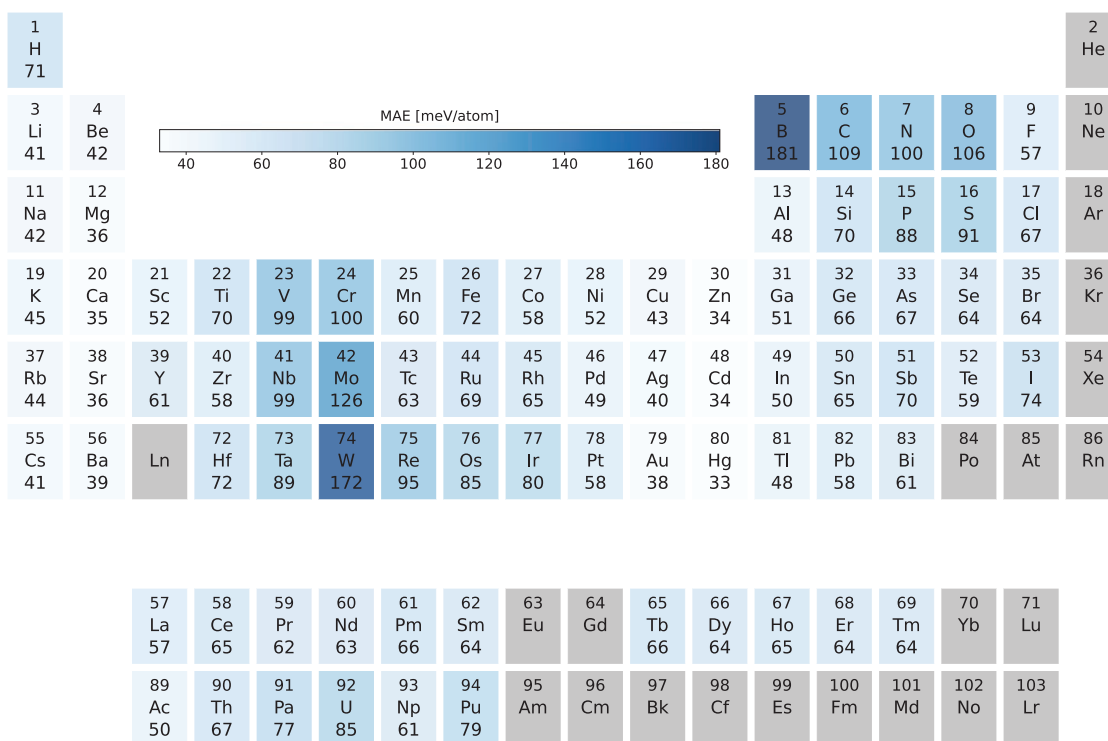 1 2
H He
71
MAE [meV/atom]
3 4 5 6 7 8 9 10
Li Be B C N O F Ne
41 42 181 109 100 106 57
40 60 80 100 120 140 160 180
11 12 13 14 15 16 17 18
Na Mg Al Si P S Cl Ar
42 36 48 70 88 91 67
19 20 21 22 23 24 25 26 27 28 29 30 31 32 33 34 35 36
K Ca Sc Ti V Cr Mn Fe Co Ni Cu Zn Ga Ge As Se Br Kr
45 35 52 70 99 100 60 72 58 52 43 34 51 66 67 64 64
37 38 39 40 41 42 43 44 45 46 47 48 49 50 51 52 53 54
Rb Sr Y Zr Nb Mo Tc Ru Rh Pd Ag Cd In Sn Sb Te I Xe
44 36 61 58 99 126 63 69 65 49 40 34 50 65 70 59 74
55 56 72 73 74 75 76 77 78 79 80 81 82 83 84 85 86
Cs Ba Ln Hf Ta W Re Os Ir Pt Au Hg Tl Pb Bi Po At Rn
41 39 72 89 172 95 85 80 58 38 33 48 58 61
57 58 59 60 61 62 63 64 65 66 67 68 69 70 71
La Ce Pr Nd Pm Sm Eu Gd Tb Dy Ho Er Tm Yb Lu
57 65 62 63 66 64 66 64 65 64 64
89 90 91 92 93 94 95 96 97 98 99 100 101 102 103
Ac Th Pa U Np Pu Am Cm Bk Cf Es Fm Md No Lr
50 67 77 85 61 79